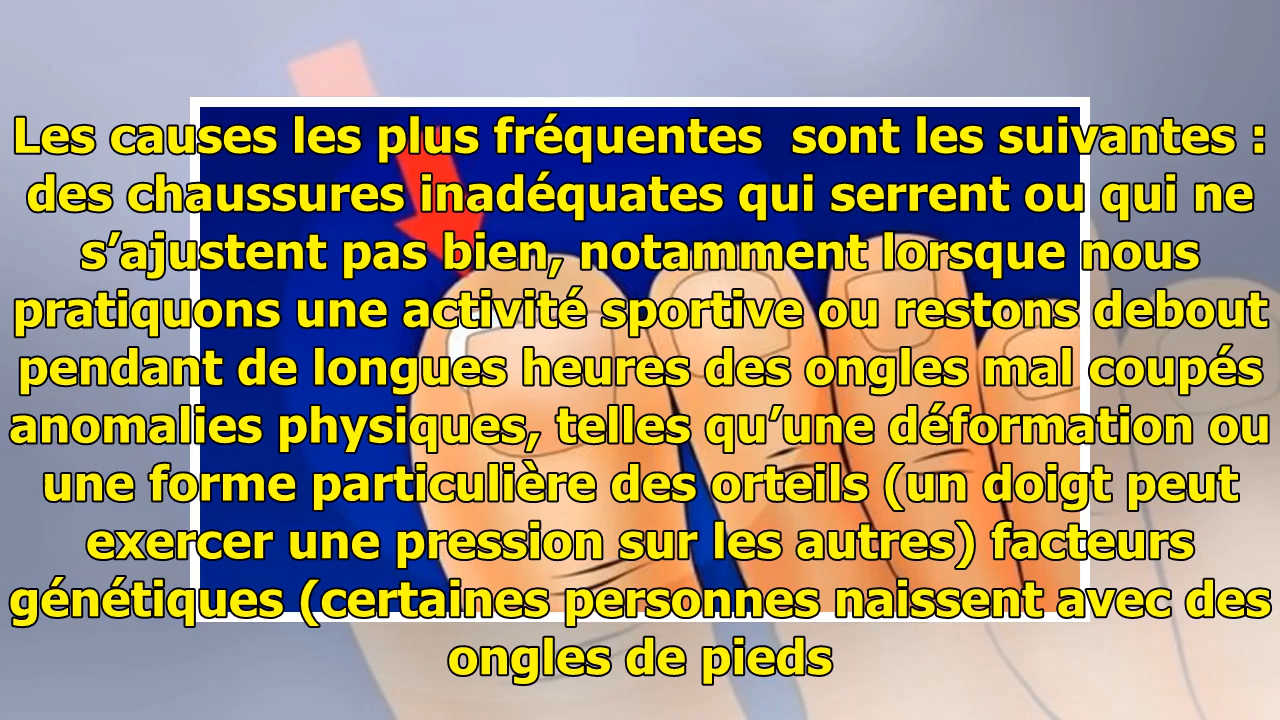 Les causes les plus fréquentes  sont les suivantes :
des chaussures inadéquates qui serrent ou qui ne
s’ajustent pas bien, notamment lorsque nous
pratiquons une activité sportive ou restons debout
pendant de longues heures des ongles mal coupés
anomalies physiques, telles qu’une déformation ou
une forme particulière des orteils (un doigt peut
exercer une pression sur les autres) facteurs
génétiques (certaines personnes naissent avec des
ongles de pieds